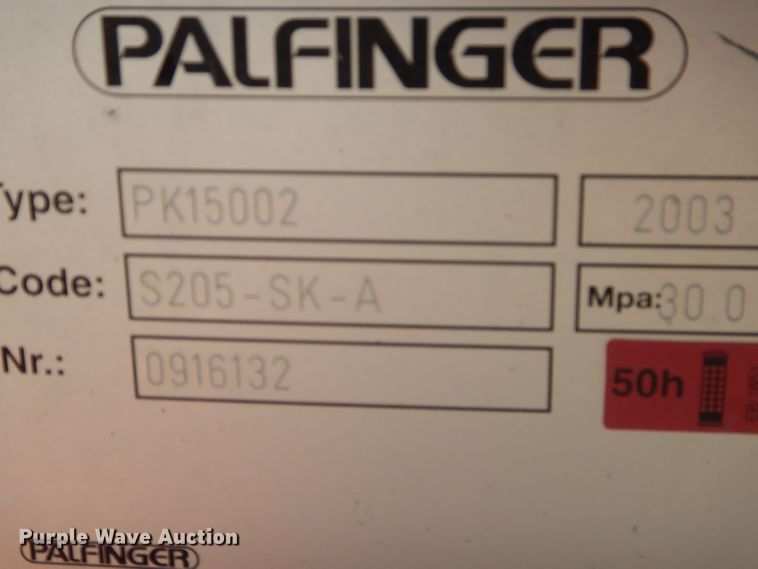 PALFINGER
Type: PK15002 2003
Code: S205-SK-A Mpa: 30.0
Nr.: 0916132
50h
Purple Wave Auction
PALFINGER